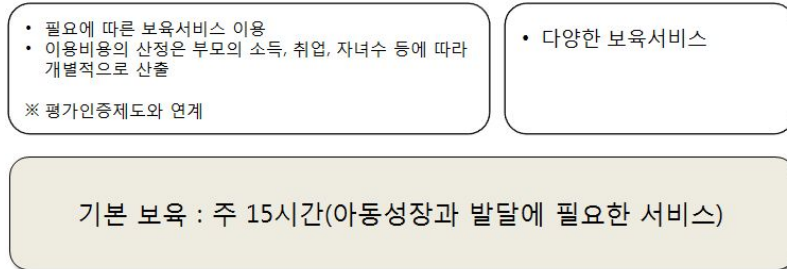 • 필요에 따른 보육서비스 이용
• 이용비용의 산정은 부모의 소득, 취업, 자녀수 등에 따라
개별적으로 산출
※ 평가인증제도와 연계
• 다양한 보육서비스
기본 보육 : 주 15시간(아동성장과 발달에 필요한 서비스)